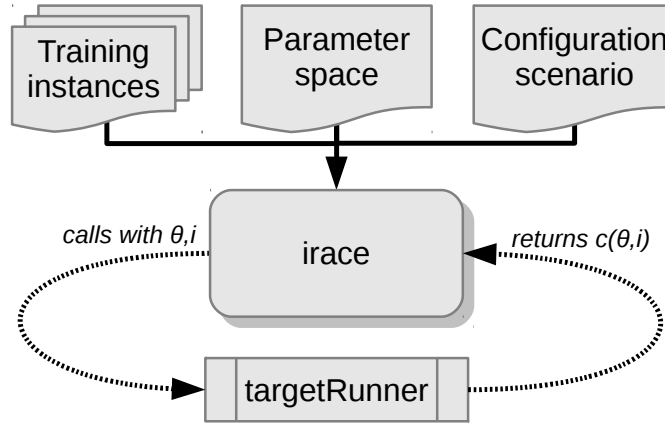 Training
instances
Parameter
space
Configuration
scenario
calls with θ,i
irace
returns c(θ,i)
targetRunner